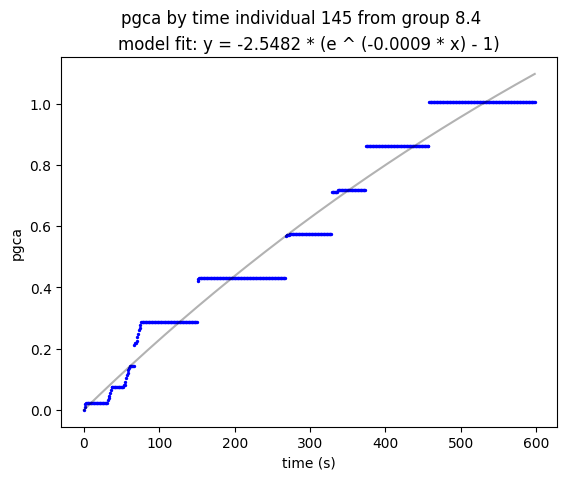 pgca by time individual 145 from group 8.4
model fit: y = -2.5482 * (e ^ (-0.0009 * x) - 1)
1.0
0.8
0.6
0.4
0.2
0.0
pgca
0 100 200 300 400 500 600
time (s)